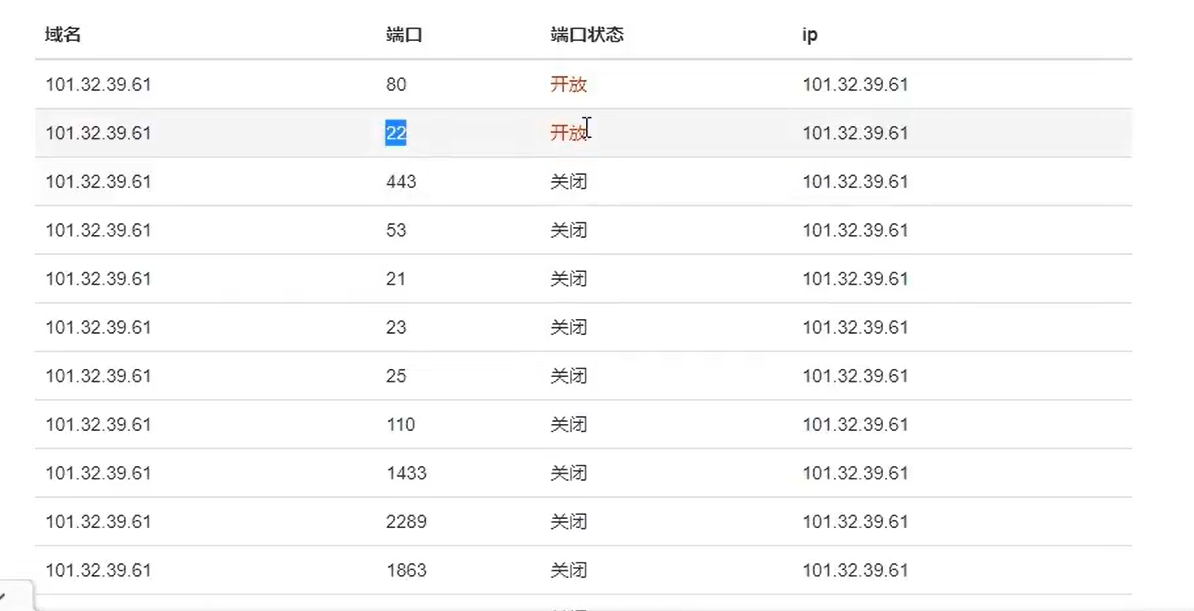 域名 端口 端口状态 ip
101.32.39.61 80 开放 101.32.39.61
101.32.39.61 22 开放 101.32.39.61
101.32.39.61 443 关闭 101.32.39.61
101.32.39.61 53 关闭 101.32.39.61
101.32.39.61 21 关闭 101.32.39.61
101.32.39.61 23 关闭 101.32.39.61
101.32.39.61 25 关闭 101.32.39.61
101.32.39.61 110 关闭 101.32.39.61
101.32.39.61 1433 关闭 101.32.39.61
101.32.39.61 2289 关闭 101.32.39.61
101.32.39.61 1863 关闭 101.32.39.61